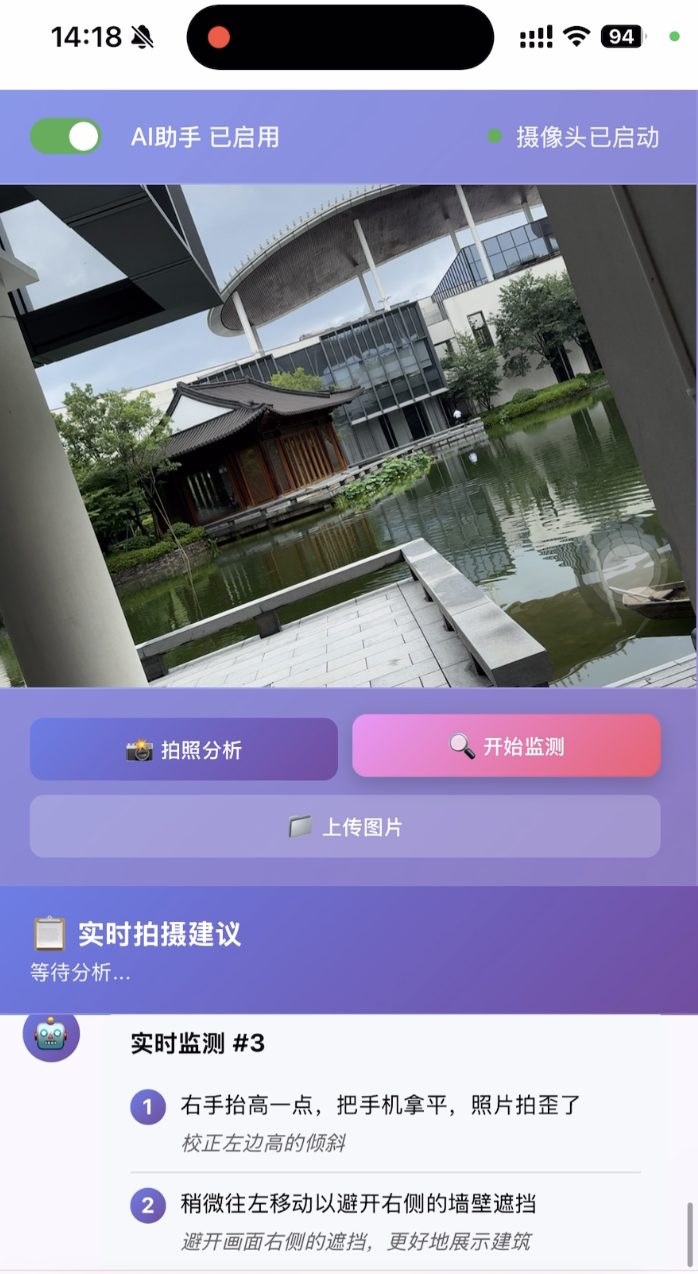 14:18
94
AI助手 已启用
摄像头已启动
📸 拍照分析
🔍 开始监测
📁 上传图片
📋 实时拍摄建议
等待分析...
实时监测 #3
1 右手抬高一点，把手机拿平，照片拍歪了
校正左边高的倾斜
2 稍微往左移动以避开右侧的墙壁遮挡
避开画面右侧的遮挡，更好地展示建筑